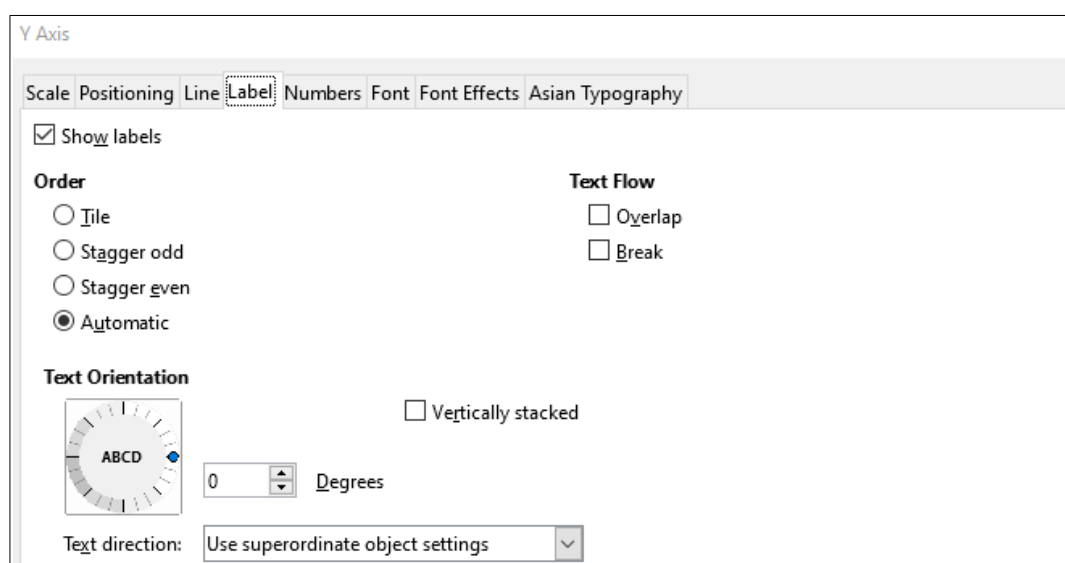 Y Axis
Scale Positioning Line Label Numbers Font Font Effects Asian Typography
Show labels
Order
Text Flow
Tile
Overlap
Stagger odd
Break
Stagger even
Automatic
Text Orientation
Vertically stacked
ABCD
0 Degrees
Text direction: Use superordinate object settings